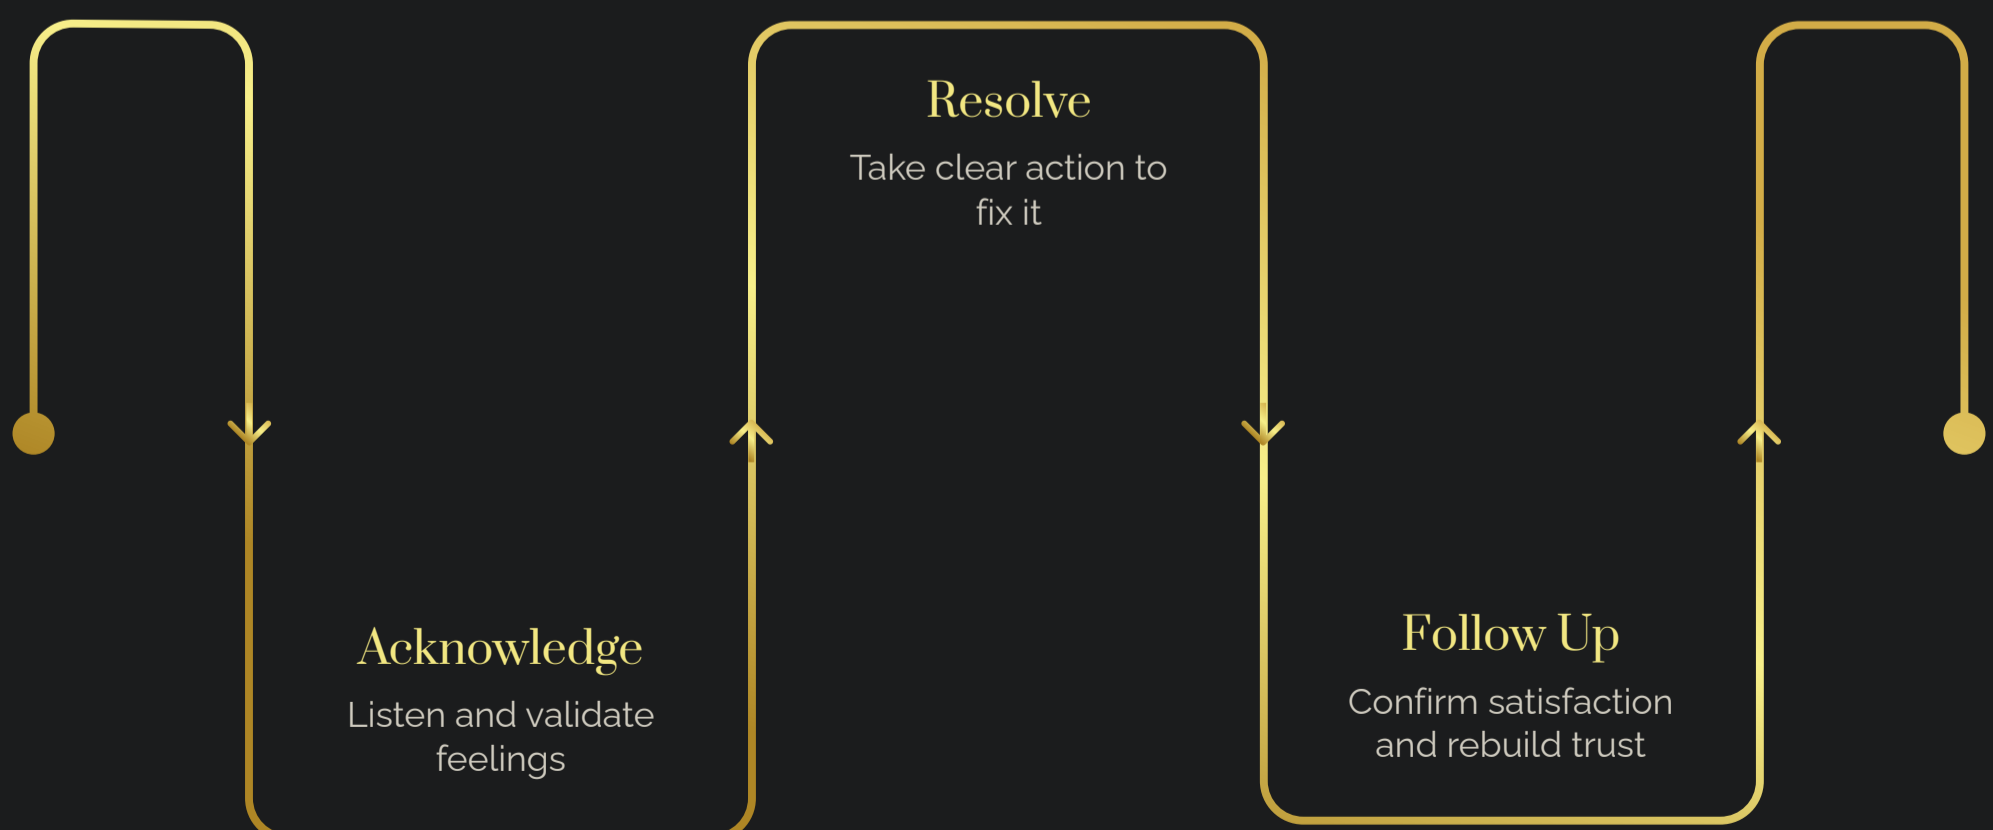 Acknowledge
Listen and validate
feelings
Resolve
Take clear action to
fix it
Follow Up
Confirm satisfaction
and rebuild trust